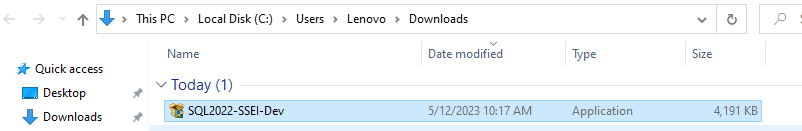 This PC > Local Disk (C:) > Users > Lenovo > Downloads
Name Date modified Type Size
Quick access
Today (1)
Desktop
SQL2022-SSEI-Dev 5/12/2023 10:17 AM Application 4,191 KB
Downloads